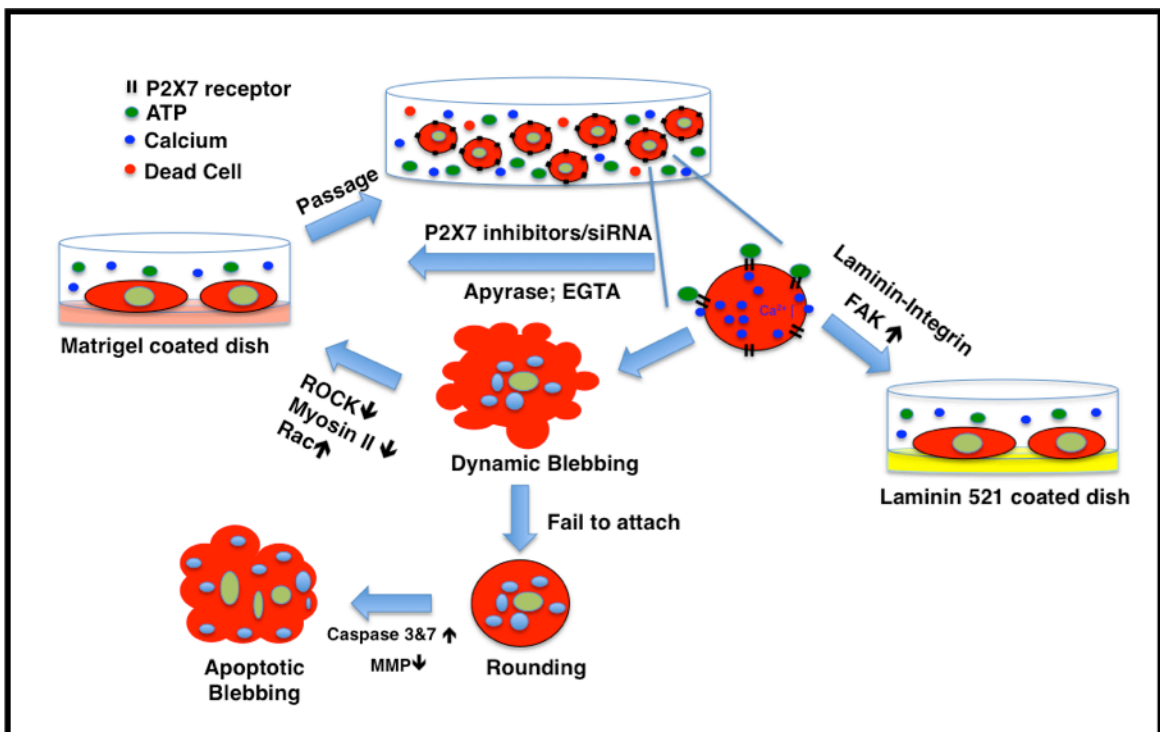 P2X7 receptor
ATP
Calcium
Dead Cell
Passage
P2X7 inhibitors/siRNA
Apyrase; EGTA
Matrigel coated dish
Ca²⁺
Laminin-Integrin
FAK ↑
ROCK↓
Myosin II ↓
Rac↑
Dynamic Blebbing
Laminin 521 coated dish
Fail to attach
Caspase 3&7 ↑
MMP↓
Apoptotic
Blebbing
Rounding